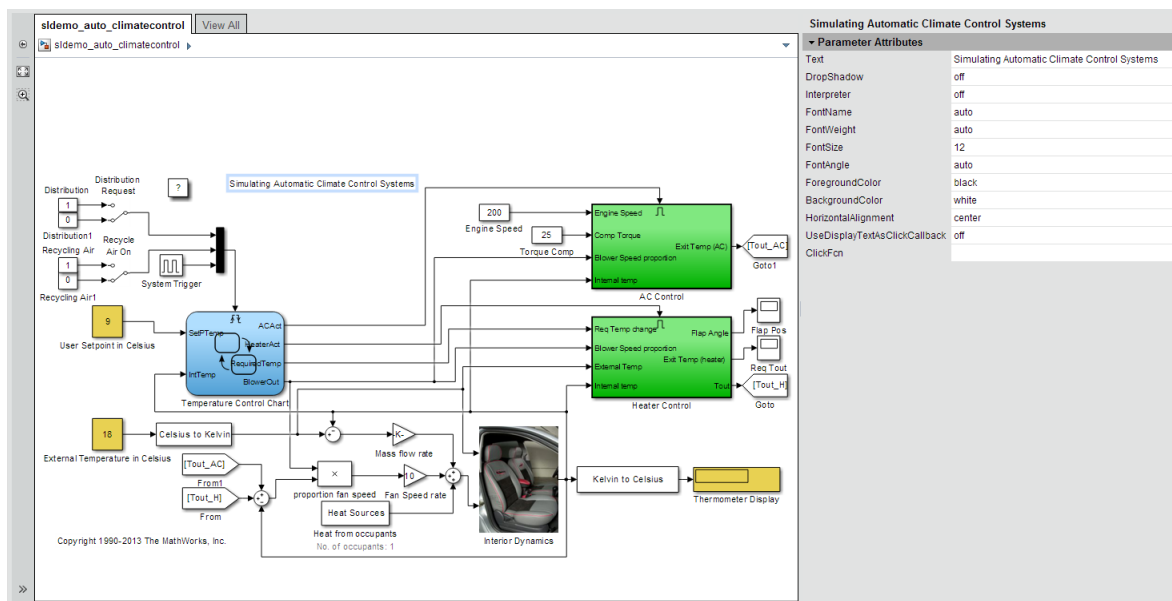 sldemo_auto_climatecontrol
View All
sldemo_auto_climatecontrol
Simulating Automatic Climate Control Systems
Distribution
Distribution
Request
?
1
0
Distribution1
Recycling Air
Recycle
Air On
1
0
Recycling Air1
System Trigger
9
User Setpoint in Celsius
SetPTemp
IntTemp
ACAct
HeaterAct
RequiredTemp
BlowerOut
Temperature Control Chart
200
Engine Speed
25
Torque Comp
Engine Speed
Comp Torque
Blower Speed proportion
Internal temp
Exit Temp (AC)
AC Control
[Tout_AC]
Goto1
Req Temp change
Blower Speed proportion
External Temp
Internal temp
Flap Angle
Exit Temp (heater)
Tout
Heater Control
Flap Pos
Req Tout
[Tout_H]
Goto
18
External Temperature in Celsius
Celsius to Kelvin
-K-
Mass flow rate
[Tout_AC]
From1
[Tout_H]
From
×
proportion fan speed
10
Fan Speed rate
Heat Sources
Heat from occupants
No. of occupants: 1
Interior Dynamics
Kelvin to Celsius
Thermometer Display
Copyright 1990-2013 The MathWorks, Inc.
Simulating Automatic Climate Control Systems
Parameter Attributes
Text Simulating Automatic Climate Control Systems
DropShadow off
Interpreter off
FontName auto
FontWeight auto
FontSize 12
FontAngle auto
ForegroundColor black
BackgroundColor white
HorizontalAlignment center
UseDisplayTextAsClickCallback off
ClickFcn